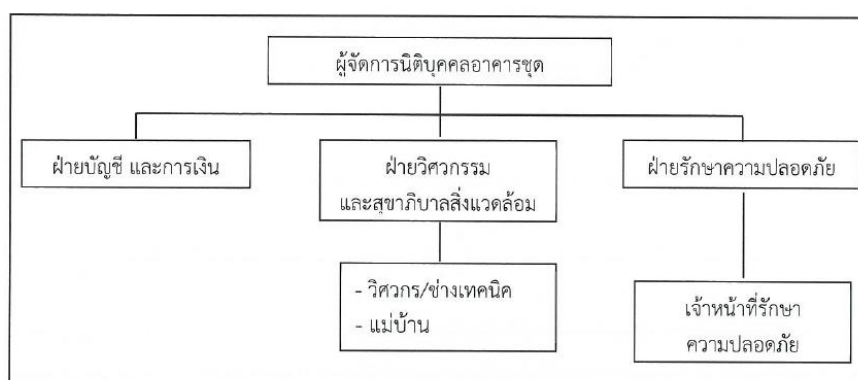 ผู้จัดการนิติบุคคลอาคารชุด
ฝ่ายบัญชี และการเงิน
ฝ่ายวิศวกรรม
และสุขาภิบาลสิ่งแวดล้อม
ฝ่ายรักษาความปลอดภัย
- วิศวกร/ช่างเทคนิค
- แม่บ้าน
เจ้าหน้าที่รักษา
ความปลอดภัย